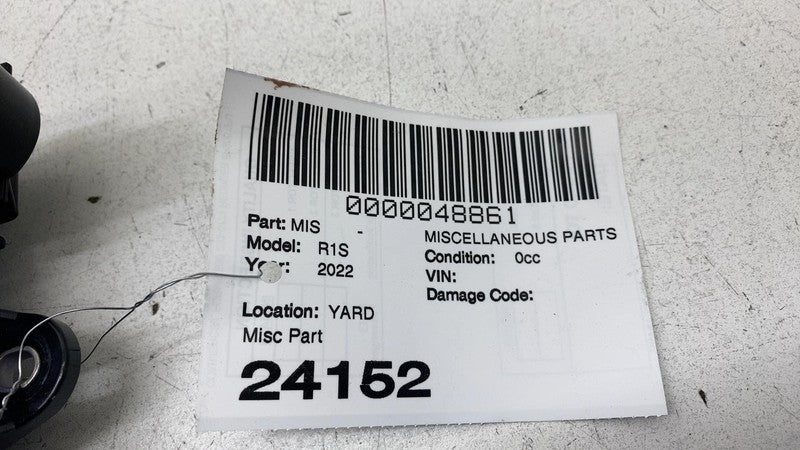 0000048861
Part: MIS -
MISCELLANEOUS PARTS
Model: R1S
Condition: 0cc
Year: 2022
VIN:
Damage Code:
Location: YARD
Misc Part
24152